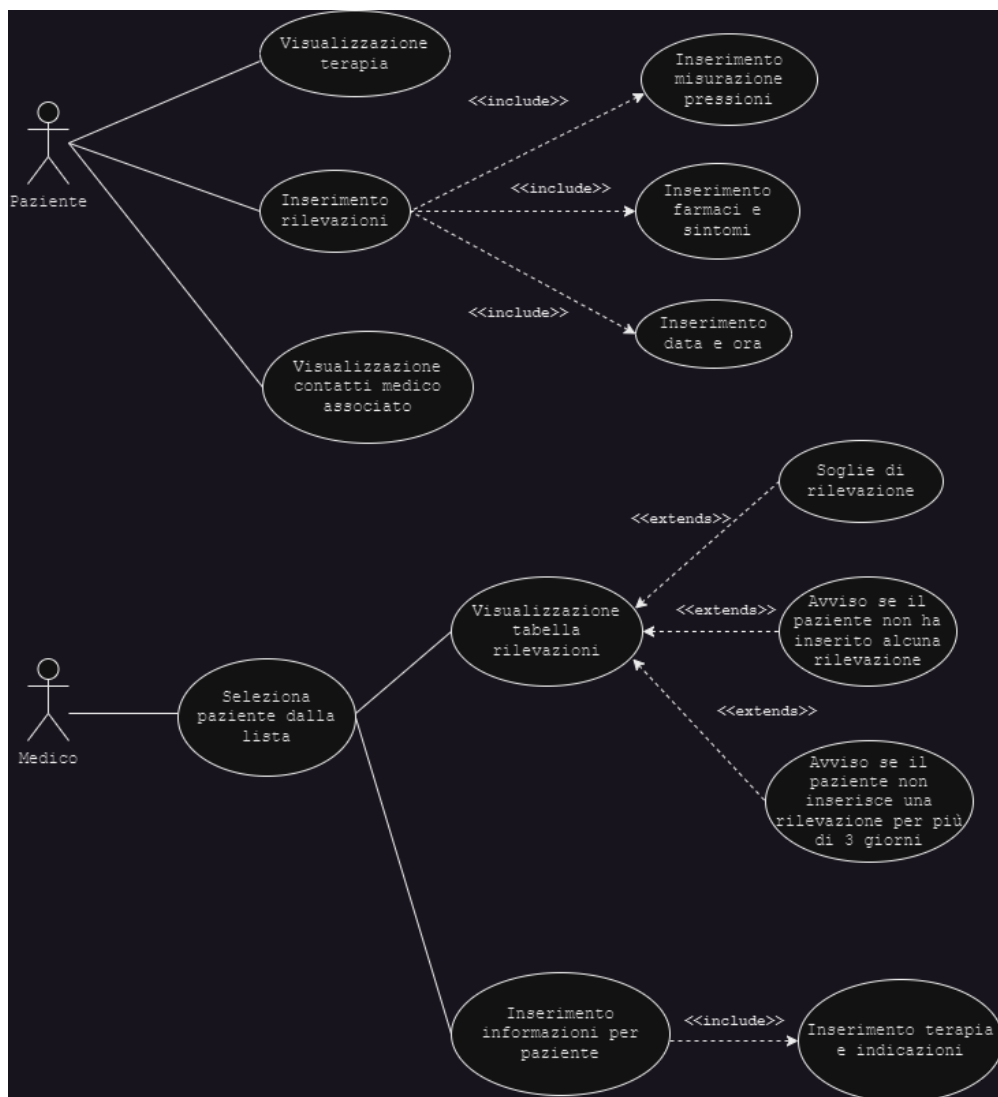 Visualizzazione
terapia
Inserimento
misurazione
pressioni
<<include>>
Paziente
Inserimento
rilevazioni
<<include>>
Inserimento
farmaci e
sintomi
<<include>>
Inserimento
data e ora
Visualizzazione
contatti medico
associato
Soglie di
rilevazione
<<extends>>
Visualizzazione
tabella
rilevazioni
<<extends>>
Avviso se il
paziente non ha
inserito alcuna
rilevazione
Medico
Seleziona
paziente dalla
lista
<<extends>>
Avviso se il
paziente non
inserisce una
rilevazione per più
di 3 giorni
Inserimento
informazioni per
paziente
<<include>>
Inserimento terapia
e indicazioni